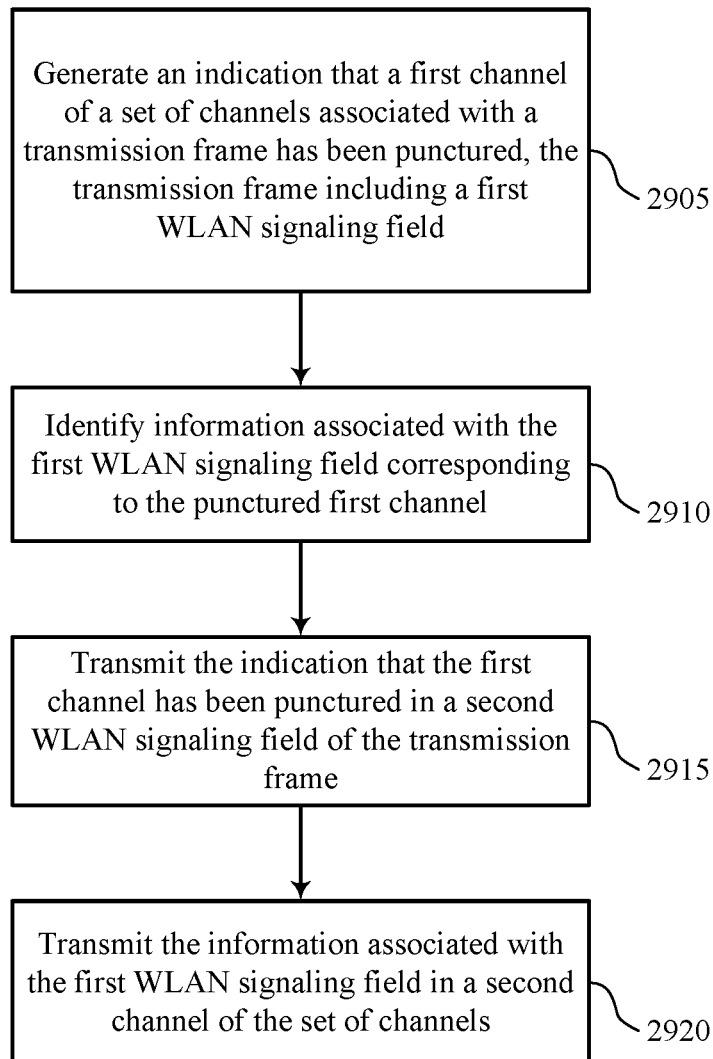 Generate an indication that a first channel
of a set of channels associated with a
transmission frame has been punctured, the
transmission frame including a first
WLAN signaling field
2905
Identify information associated with the
first WLAN signaling field corresponding
to the punctured first channel
2910
Transmit the indication that the first
channel has been punctured in a second
WLAN signaling field of the transmission
frame
2915
Transmit the information associated with
the first WLAN signaling field in a second
channel of the set of channels
2920